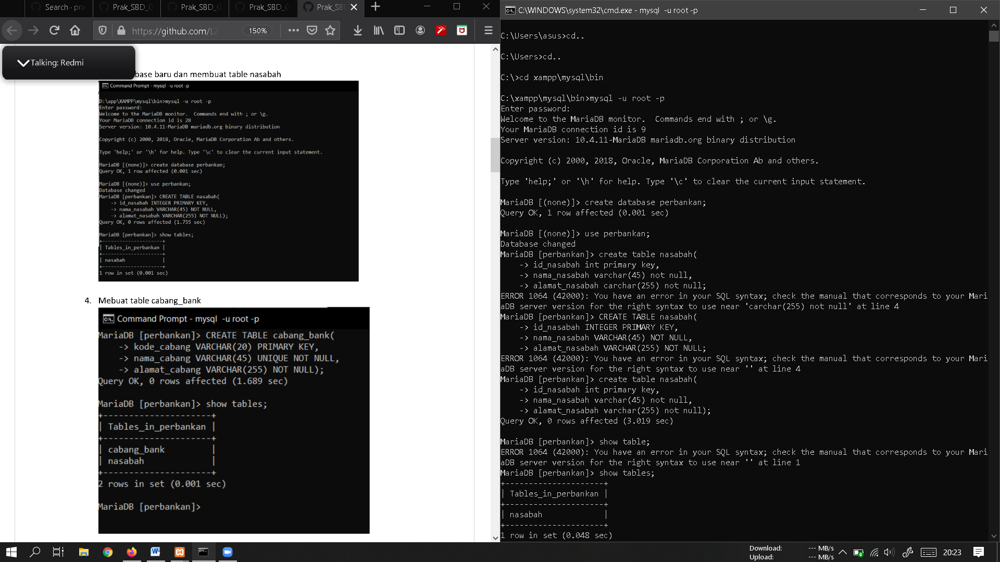 Search · pra
Prak_SBD_G
Prak_SBD_G
Prak_SBD_G
Prak_SBD
https://github.com/L2
150%
Talking: Redmi
base baru dan membuat table nasabah
Command Prompt - mysql -u root -p
D:\app\XAMPP\mysql\bin>mysql -u root -p
Enter password:
Welcome to the MariaDB monitor.  Commands end with ; or \g.
Your MariaDB connection id is 28
Server version: 10.4.11-MariaDB mariadb.org binary distribution
Copyright (c) 2000, 2018, Oracle, MariaDB Corporation Ab and others.
Type 'help;' or '\h' for help. Type '\c' to clear the current input statement.
MariaDB [(none)]> create database perbankan;
Query OK, 1 row affected (0.001 sec)
MariaDB [(none)]> use perbankan;
Database changed
MariaDB [perbankan]> CREATE TABLE nasabah(
    -> id_nasabah INTEGER PRIMARY KEY,
    -> nama_nasabah VARCHAR(45) NOT NULL,
    -> alamat_nasabah VARCHAR(255) NOT NULL);
Query OK, 0 rows affected (1.755 sec)
MariaDB [perbankan]> show tables;
+---------------------+
| Tables_in_perbankan |
+---------------------+
| nasabah             |
+---------------------+
1 row in set (0.001 sec)
4. Mebuat table cabang_bank
Command Prompt - mysql -u root -p
MariaDB [perbankan]> CREATE TABLE cabang_bank(
    -> kode_cabang VARCHAR(20) PRIMARY KEY,
    -> nama_cabang VARCHAR(45) UNIQUE NOT NULL,
    -> alamat_cabang VARCHAR(255) NOT NULL);
Query OK, 0 rows affected (1.689 sec)
MariaDB [perbankan]> show tables;
+---------------------+
| Tables_in_perbankan |
+---------------------+
| cabang_bank         |
| nasabah             |
+---------------------+
2 rows in set (0.001 sec)
MariaDB [perbankan]>
C:\WINDOWS\system32\cmd.exe - mysql -u root -p
C:\Users\asus>cd..
C:\Users>cd..
C:\>cd xampp\mysql\bin
C:\xampp\mysql\bin>mysql -u root -p
Enter password:
Welcome to the MariaDB monitor.  Commands end with ; or \g.
Your MariaDB connection id is 9
Server version: 10.4.11-MariaDB mariadb.org binary distribution
Copyright (c) 2000, 2018, Oracle, MariaDB Corporation Ab and others.
Type 'help;' or '\h' for help. Type '\c' to clear the current input statement.
MariaDB [(none)]> create database perbankan;
Query OK, 1 row affected (0.001 sec)
MariaDB [(none)]> use perbankan;
Database changed
MariaDB [perbankan]> create table nasabah(
    -> id_nasabah int primary key,
    -> nama_nasabah varchar(45) not null,
    -> alamat_nasabah carchar(255) not null;
ERROR 1064 (42000): You have an error in your SQL syntax; check the manual that corresponds to your Mari
aDB server version for the right syntax to use near 'carchar(255) not null' at line 4
MariaDB [perbankan]> CREATE TABLE nasabah(
    -> id_nasabah INTEGER PRIMARY KEY,
    -> nama_nasabah VARCHAR(45) NOT NULL,
    -> alamat_nasabah VARCHAR(255) NOT NULL;
ERROR 1064 (42000): You have an error in your SQL syntax; check the manual that corresponds to your Mari
aDB server version for the right syntax to use near '' at line 4
MariaDB [perbankan]> create table nasabah(
    -> id_nasabah int primary key,
    -> nama_nasabah varchar(45) not null,
    -> alamat_nasabah varchar(255) not null);
Query OK, 0 rows affected (3.019 sec)
MariaDB [perbankan]> show table;
ERROR 1064 (42000): You have an error in your SQL syntax; check the manual that corresponds to your Mari
aDB server version for the right syntax to use near '' at line 1
MariaDB [perbankan]> show tables;
+---------------------+
| Tables_in_perbankan |
+---------------------+
| nasabah             |
+---------------------+
1 row in set (0.048 sec)
Download: --- MB/s
Upload: --- MB/s
20:23